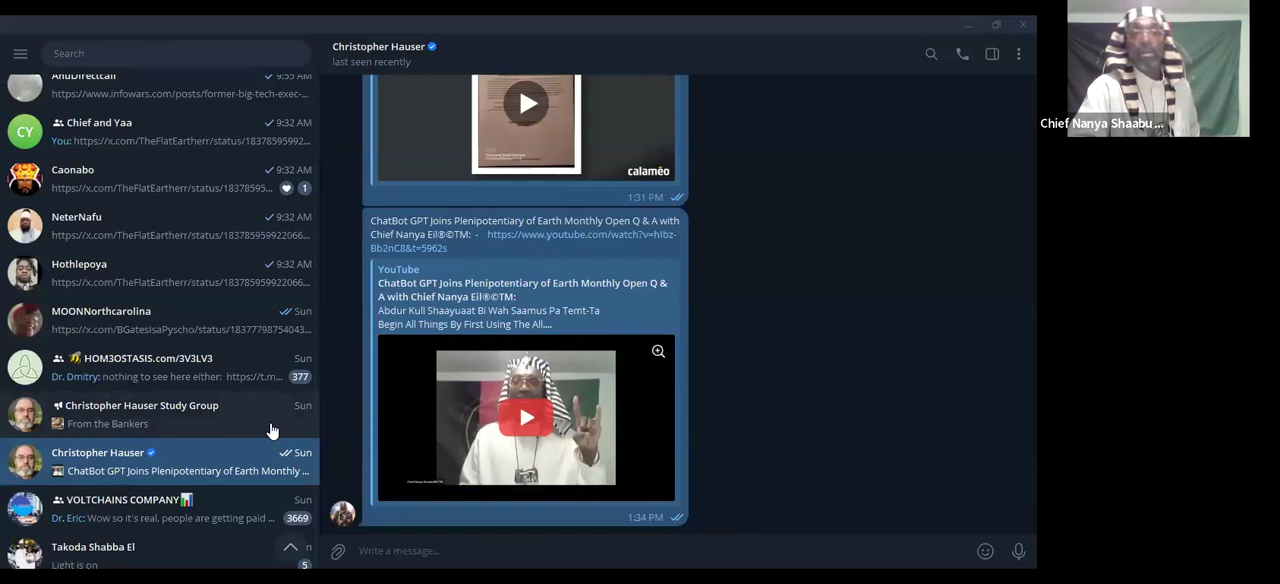 Search
AnuDirectcall
9:55 AM
https://www.infowars.com/posts/former-big-tech-exec-...
CY
Chief and Yaa
9:32 AM
You: https://x.com/TheFlatEartherr/status/18378595992...
Caonabo
9:32 AM
https://x.com/TheFlatEartherr/status/18378595...
1
NeterNafu
9:32 AM
https://x.com/TheFlatEartherr/status/183785959922066...
Hothlepoya
9:32 AM
https://x.com/TheFlatEartherr/status/183785959922066...
MOONNorthcarolina
Sun
https://x.com/BGatesIsaPyscho/status/18377798754043...
HOM3OSTASIS.com/3V3LV3
Sun
Dr. Dmitry: nothing to see here either: https://t.m...
377
Christopher Hauser Study Group
Sun
From the Bankers
Christopher Hauser
Sun
ChatBot GPT Joins Plenipotentiary of Earth Monthly ...
VOLTCHAINS COMPANY
Sun
Dr. Eric: Wow so it's real, people are getting paid ...
3669
Takoda Shabba El
n
Light is on
5
Christopher Hauser
last seen recently
calamëo
1:31 PM
ChatBot GPT Joins Plenipotentiary of Earth Monthly Open Q & A with
Chief Nanya Eil®©TM: - https://www.youtube.com/watch?v=hIbz-
Bb2nC8&t=5962s
YouTube
ChatBot GPT Joins Plenipotentiary of Earth Monthly Open Q &
A with Chief Nanya Eil®©TM:
Abdur Kull Shaayuaat Bi Wah Saamus Pa Temt-Ta
Begin All Things By First Using The All....
1:34 PM
Write a message...
Chief Nanya Shaabu...